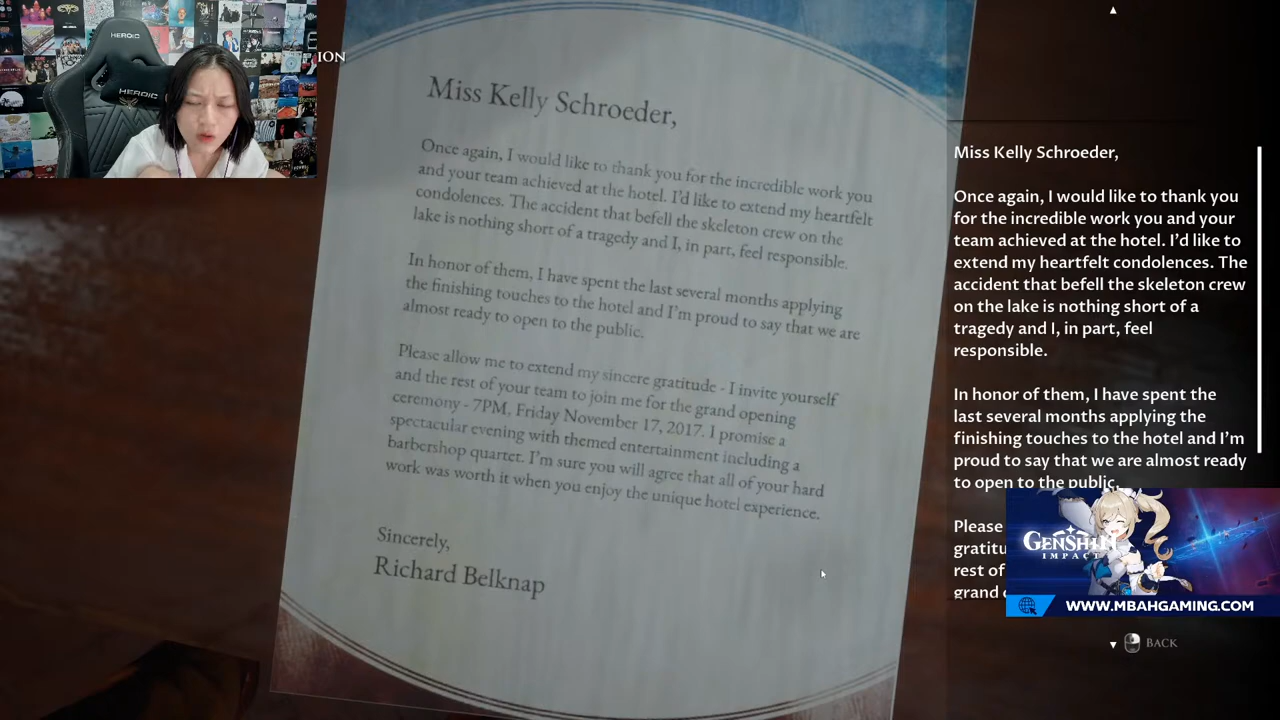 HEROIC
HEROIC
ION
Miss Kelly Schroeder,
Once again, I would like to thank you for the incredible work you
and your team achieved at the hotel. I'd like to extend my heartfelt
condolences. The accident that befell the skeleton crew on the
lake is nothing short of a tragedy and I, in part, feel responsible.
In honor of them, I have spent the last several months applying
the finishing touches to the hotel and I'm proud to say that we are
almost ready to open to the public.
Please allow me to extend my sincere gratitude - I invite yourself
and the rest of your team to join me for the grand opening
ceremony - 7PM, Friday November 17, 2017. I promise a
spectacular evening with themed entertainment including a
barbershop quartet. I'm sure you will agree that all of your hard
work was worth it when you enjoy the unique hotel experience.
Sincerely,
Richard Belknap
Miss Kelly Schroeder,
Once again, I would like to thank you
for the incredible work you and your
team achieved at the hotel. I'd like to
extend my heartfelt condolences. The
accident that befell the skeleton crew
on the lake is nothing short of a
tragedy and I, in part, feel
responsible.
In honor of them, I have spent the
last several months applying the
finishing touches to the hotel and I'm
proud to say that we are almost ready
to open to the public.
Please
gratitu
rest of
grand
GENSHIN
IMPACT
WWW.MBAHGAMING.COM
BACK